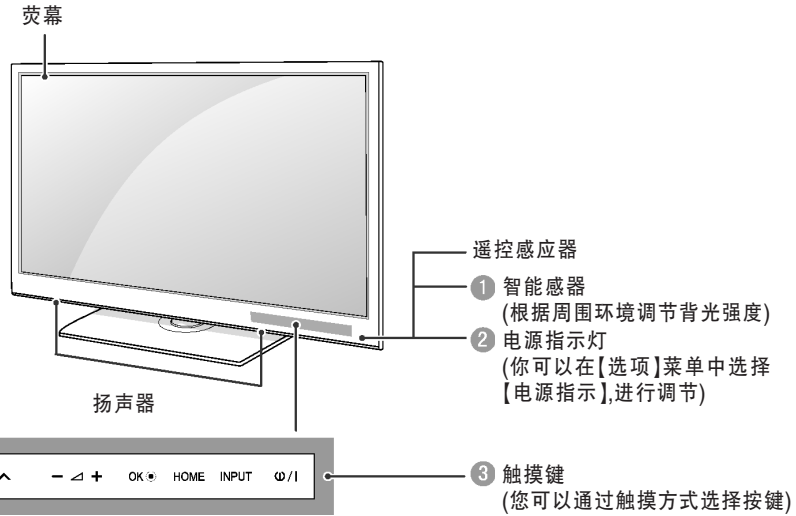 荧幕
遥控感应器
1 智能感器
(根据周围环境调节背光强度)
2 电源指示灯
(你可以在【选项】菜单中选择
【电源指示】,进行调节)
扬声器
OK HOME INPUT
3 触摸键
(您可以通过触摸方式选择按键)